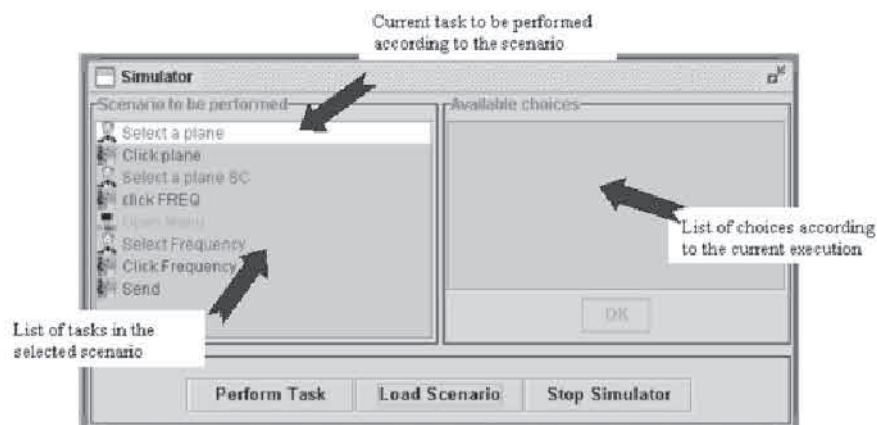 Current task to be performed
according to the scenario
Simulator
Scenario to be performed
Available choices
Select a plane
Click plane
Select a plane SC
click FREQ
Open Menu
Select Frequency
Click Frequency
Send
List of choices according
to the current execution
OK
List of tasks in the
selected scenario
Perform Task
Load Scenario
Stop Simulator